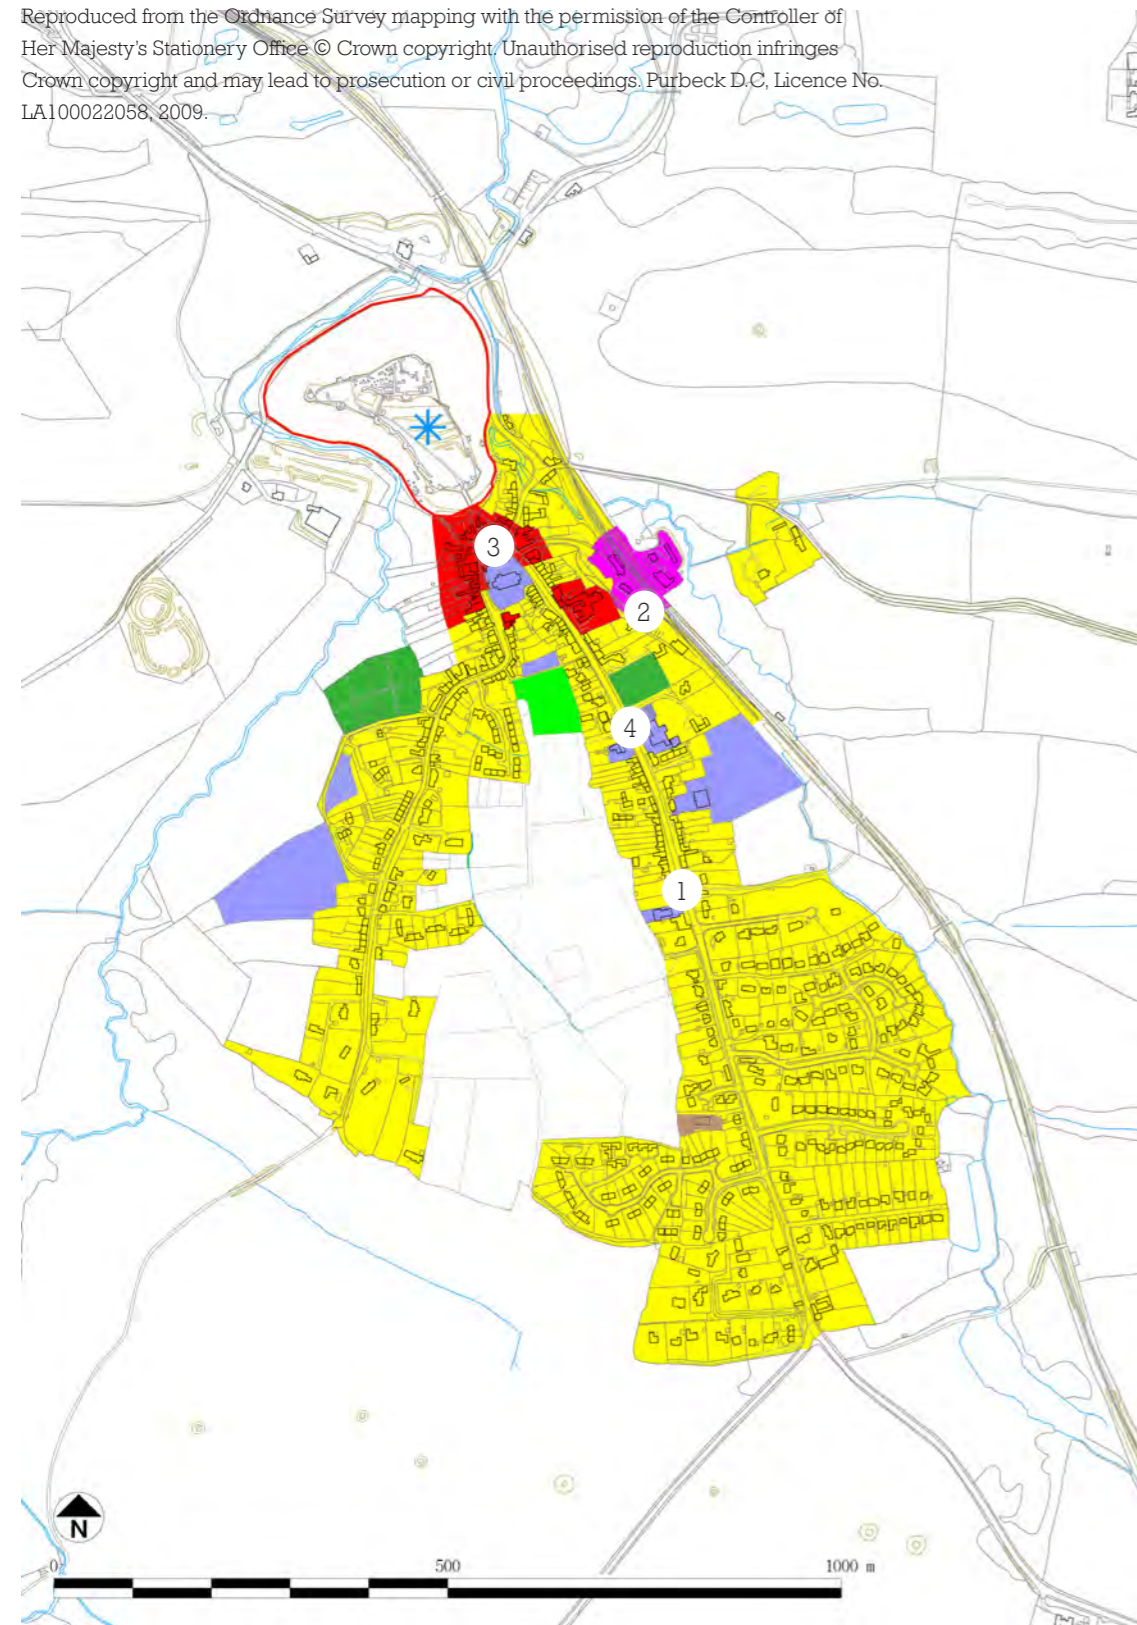 Reproduced from the Ordnance Survey mapping with the permission of the Controller of
Her Majesty's Stationery Office © Crown copyright. Unauthorised reproduction infringes
Crown copyright and may lead to prosecution or civil proceedings. Purbeck D.C, Licence No.
LA100022058, 2009.
3
2
4
1
N
0 500 1000 m